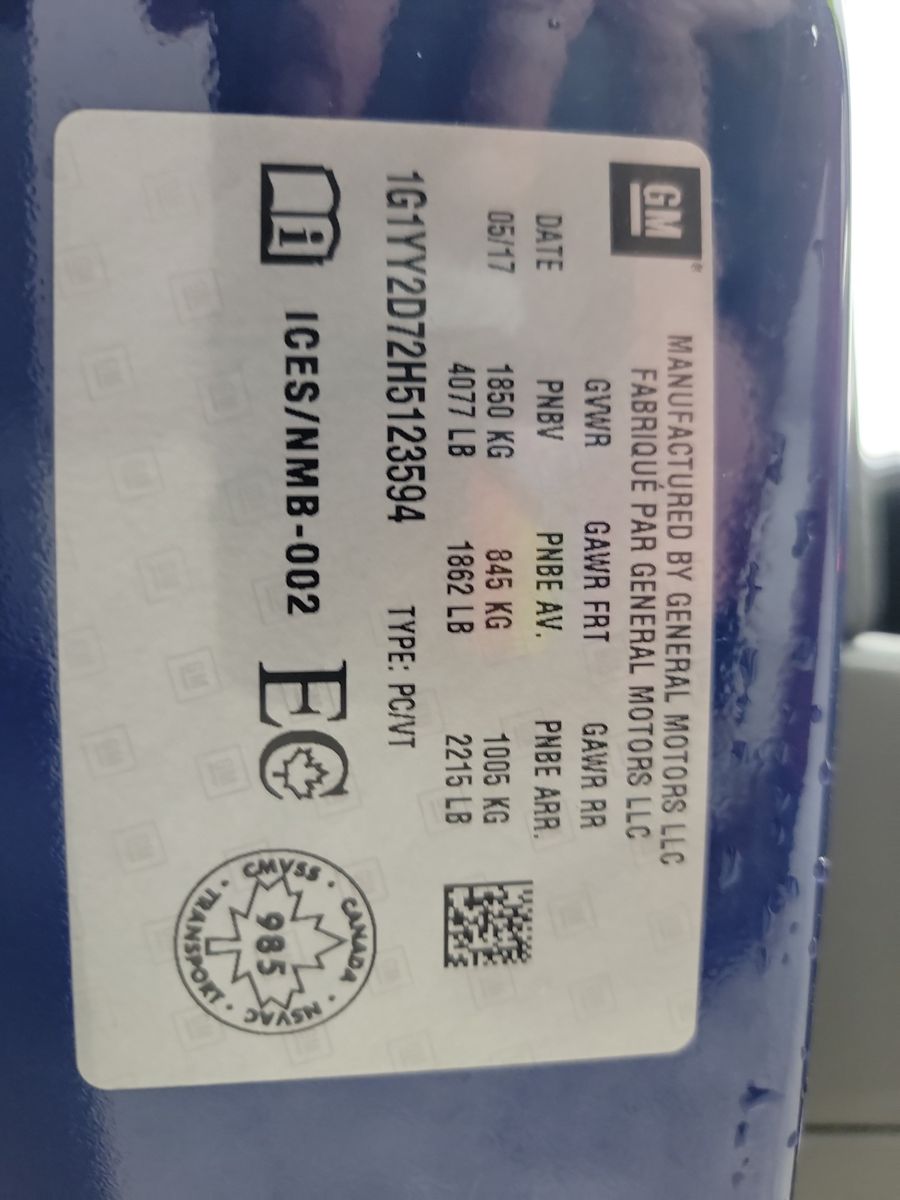 GM
MANUFACTURED BY GENERAL MOTORS LLC
FABRIQUÉ PAR GENERAL MOTORS LLC
GVWR GAWR FRT GAWR RR
DATE PNBV PNBE AV. PNBE ARR.
05/17 1850 KG 845 KG 1005 KG
4077 LB 1862 LB 2215 LB
1G1YY2D72H5123594 TYPE: PC/VT
i ICES/NMB-002 EC
CMVSS · CANADA · NSVAC · TRANSPORT ·
985